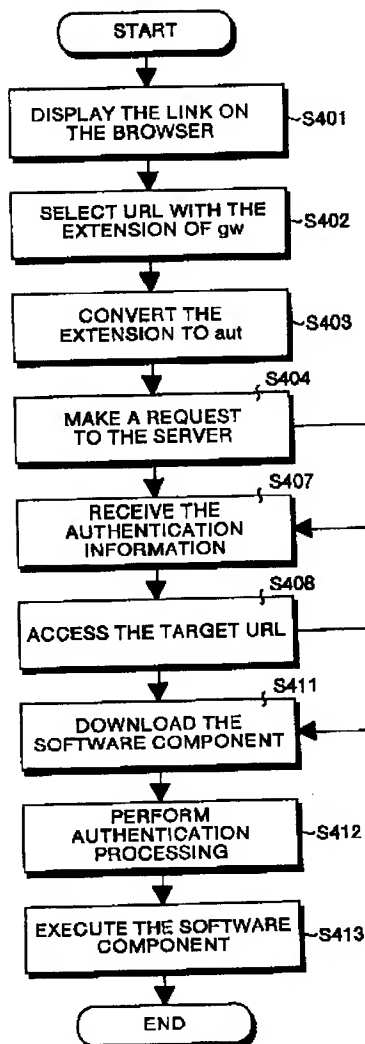 START
DISPLAY THE LINK ON
THE BROWSER
S401
SELECT URL WITH THE
EXTENSION OF gw
S402
CONVERT THE
EXTENSION TO aut
S403
S404
MAKE A REQUEST
TO THE SERVER
S407
RECEIVE THE
AUTHENTICATION
INFORMATION
S408
ACCESS THE TARGET URL
S411
DOWNLOAD THE
SOFTWARE COMPONENT
PERFORM
AUTHENTICATION
PROCESSING
S412
EXECUTE THE SOFTWARE
COMPONENT
S413
END